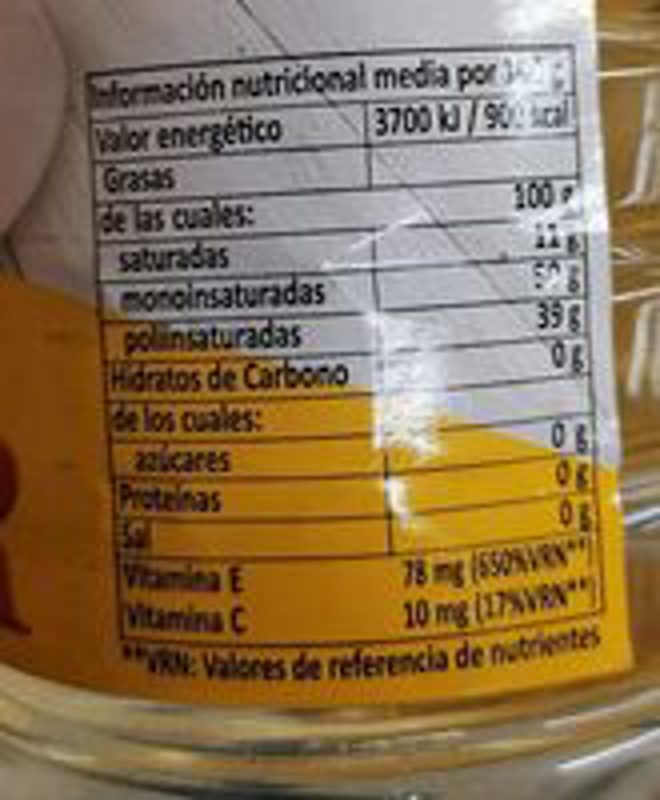 Información nutricional media por
Valor energético 3700 kJ / kcal
Grasas 100 g
de las cuales:
saturadas 11 g
monoinsaturadas g
poliinsaturadas 39 g
Hidratos de Carbono 0 g
de los cuales:
azúcares 0 g
Proteínas 0 g
Sal 0 g
Vitamina E 78 mg (650%VRN**)
Vitamina C 10 mg (17%VRN**)
**VRN: Valores de referencia de nutrientes